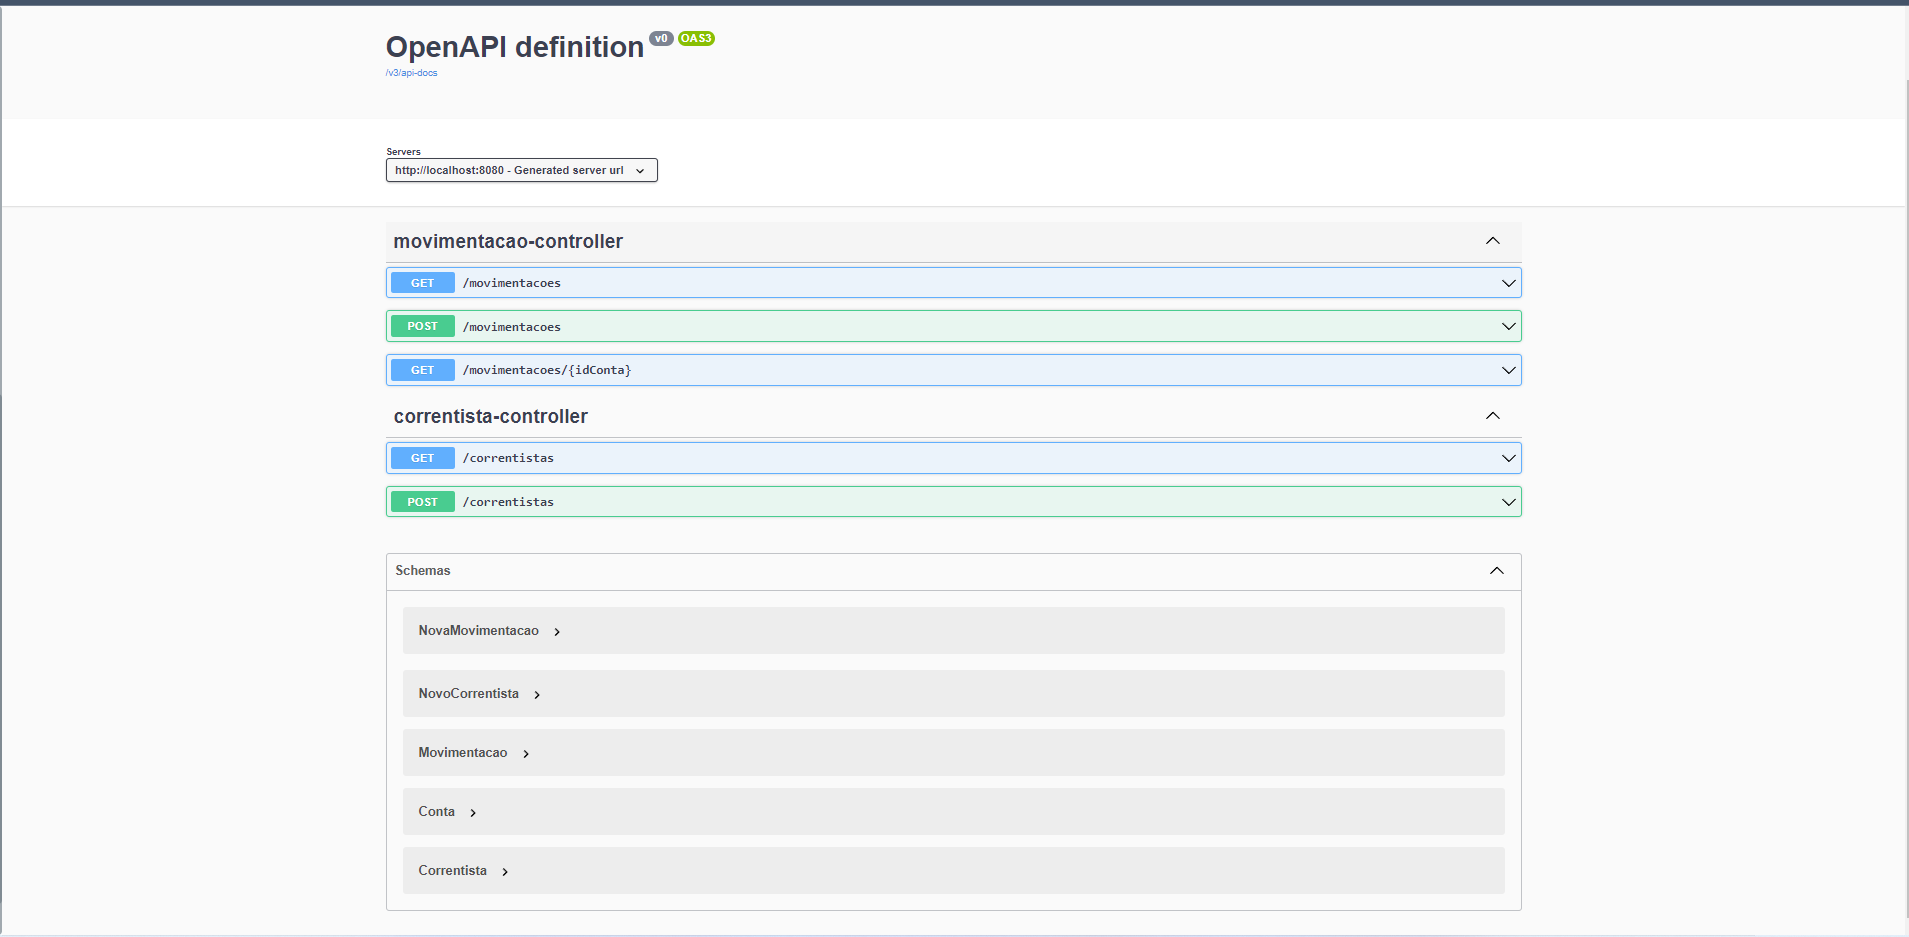 OpenAPI definition v0 OAS3
/v3/api-docs
Servers
http://localhost:8080 - Generated server url
movimentacao-controller
GET /movimentacoes
POST /movimentacoes
GET /movimentacoes/{idConta}
correntista-controller
GET /correntistas
POST /correntistas
Schemas
NovaMovimentacao
NovoCorrentista
Movimentacao
Conta
Correntista